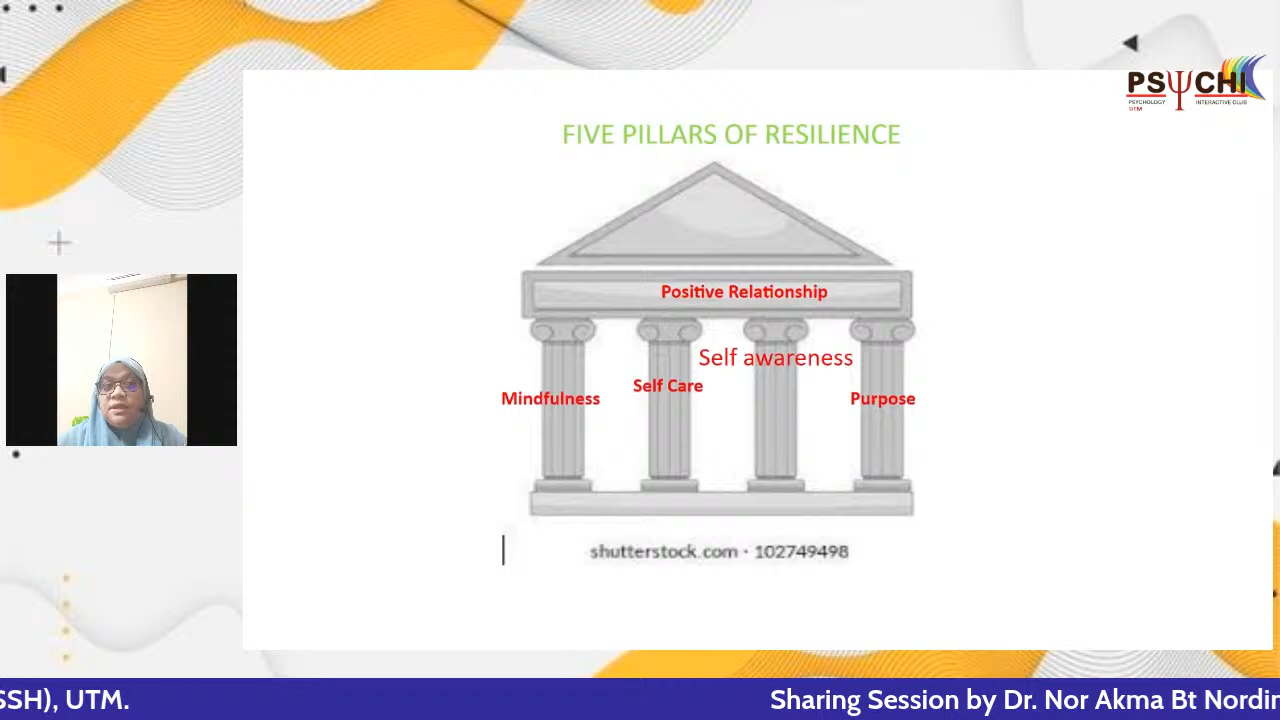 PSYCHI
PSYCHOLOGY
INTERACTIVE CLUB
UTM
FIVE PILLARS OF RESILIENCE
Positive Relationship
Self awareness
Self Care
Mindfulness
Purpose
shutterstock.com · 102749498
SSH), UTM.
Sharing Session by Dr. Nor Akma Bt Nordin